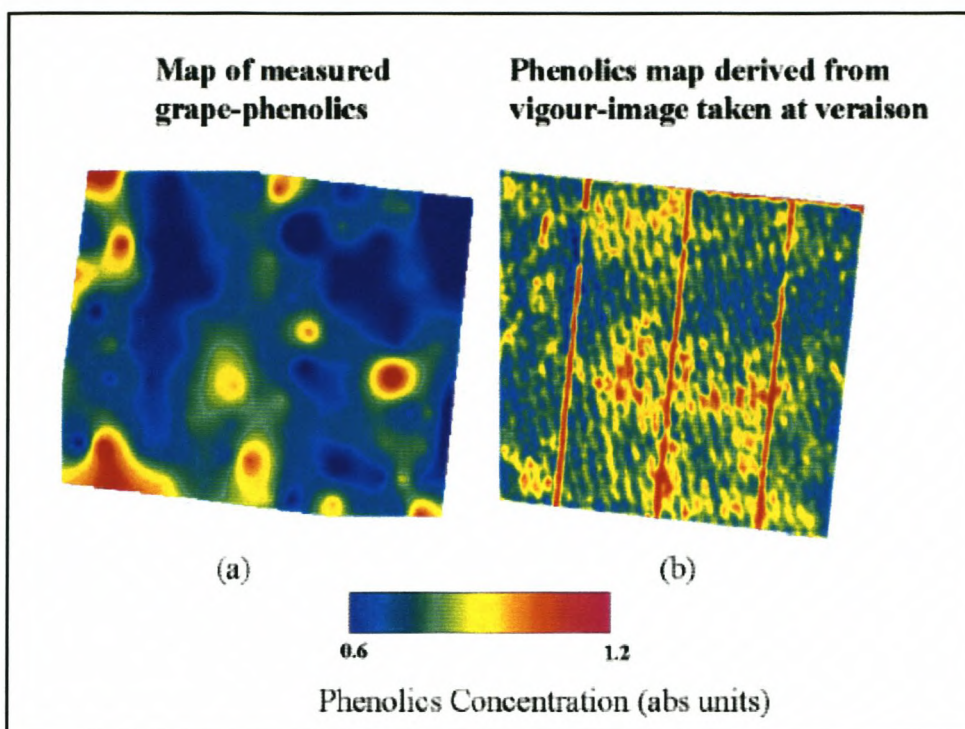 Map of measured
grape-phenolics
Phenolics map derived from
vigour-image taken at veraison
(a)
(b)
0.6
1.2
Phenolics Concentration (abs units)